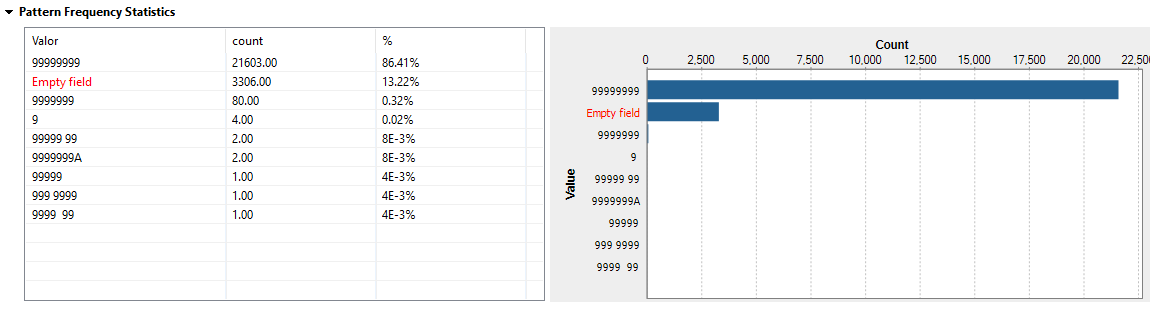 Pattern Frequency Statistics
Valor count %
99999999 21603.00 86.41%
Empty field 3306.00 13.22%
9999999 80.00 0.32%
9 4.00 0.02%
99999 99 2.00 8E-3%
9999999A 2.00 8E-3%
99999 1.00 4E-3%
999 9999 1.00 4E-3%
9999  99 1.00 4E-3%
Count
0 2,500 5,000 7,500 10,000 12,500 15,000 17,500 20,000 22,50
Value
99999999
Empty field
9999999
9
99999 99
9999999A
99999
999 9999
9999  99